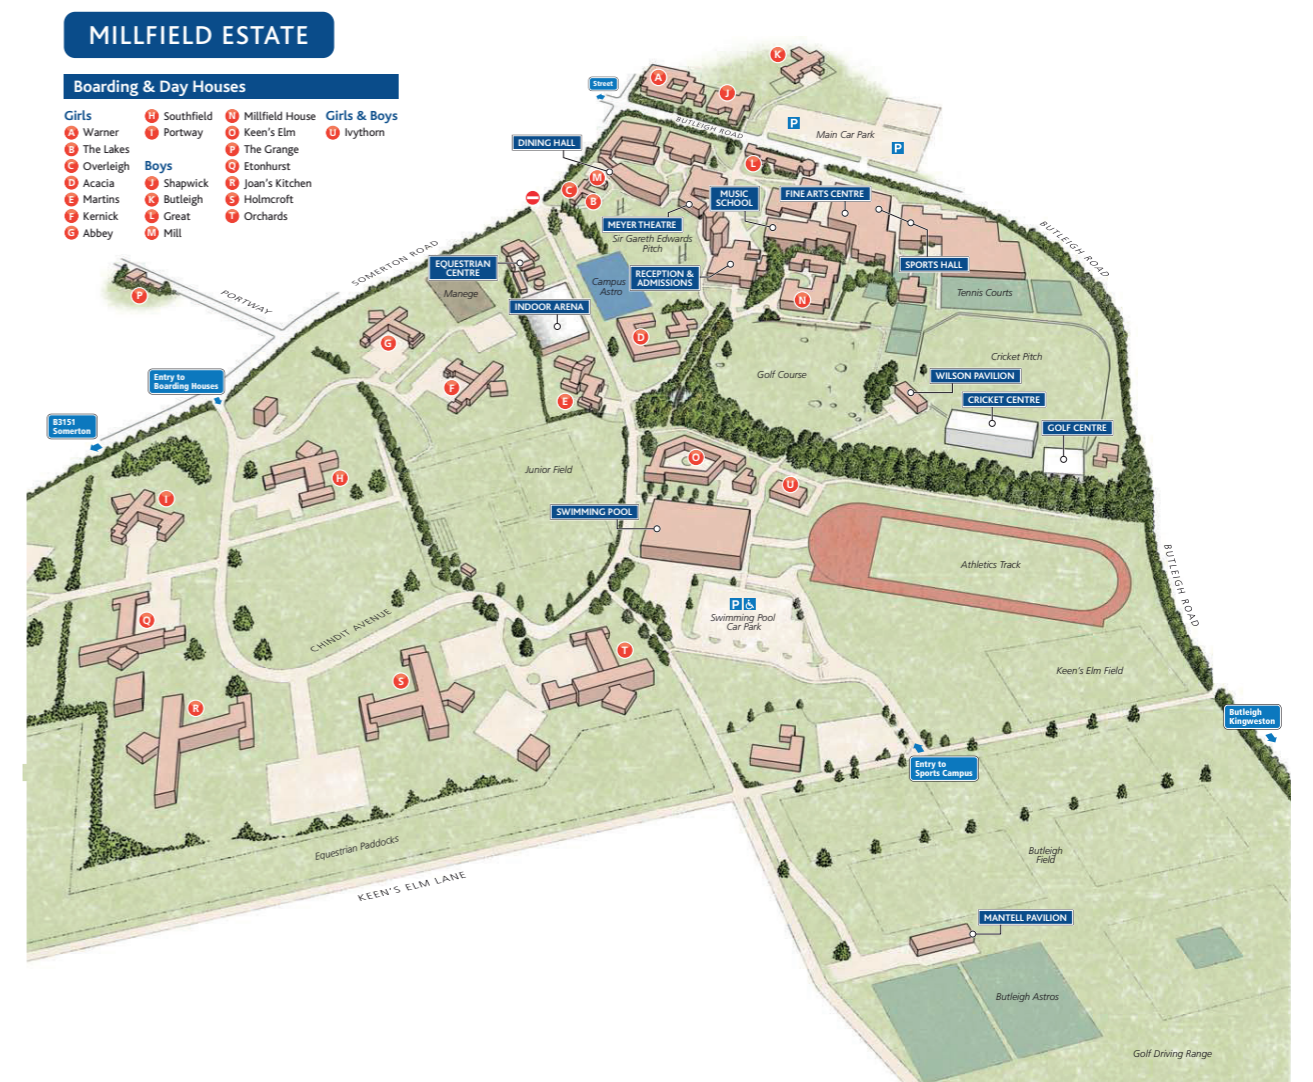 MILLFIELD ESTATE
Boarding & Day Houses
Girls
A Warner
B The Lakes
C Overleigh
D Acacia
E Martins
F Kernick
G Abbey
H Southfield
I Portway
Boys
J Shapwick
K Butleigh
L Great
M Mill
N Millfield House
O Keen's Elm
P The Grange
Q Etonhurst
R Joan's Kitchen
S Holmcroft
T Orchards
Girls & Boys
U Ivythorn
K
A
Street
J
BUTLEIGH ROAD
P
Main Car Park
P
DINING HALL
L
M
C
B
MUSIC
SCHOOL
FINE ARTS CENTRE
MEYER THEATRE
Sir Gareth Edwards
Pitch
BUTLEIGH ROAD
SOMERTON ROAD
EQUESTRIAN
CENTRE
RECEPTION &
ADMISSIONS
SPORTS HALL
Manege
Campus
Astro
Tennis Courts
P
PORTWAY
N
INDOOR ARENA
G
D
Cricket Pitch
Golf Course
WILSON PAVILION
Entry to
Boarding Houses
F
E
CRICKET CENTRE
B3151
Somerton
GOLF CENTRE
O
Junior Field
H
U
I
SWIMMING POOL
Athletics Track
BUTLEIGH ROAD
P
Swimming Pool
Car Park
Q
CHINDIT AVENUE
T
Keen's Elm Field
S
R
Butleigh
Kingweston
Entry to
Sports Campus
Equestrian Paddocks
Butleigh
Field
KEEN'S ELM LANE
MANTELL PAVILION
Butleigh Astros
Golf Driving Range